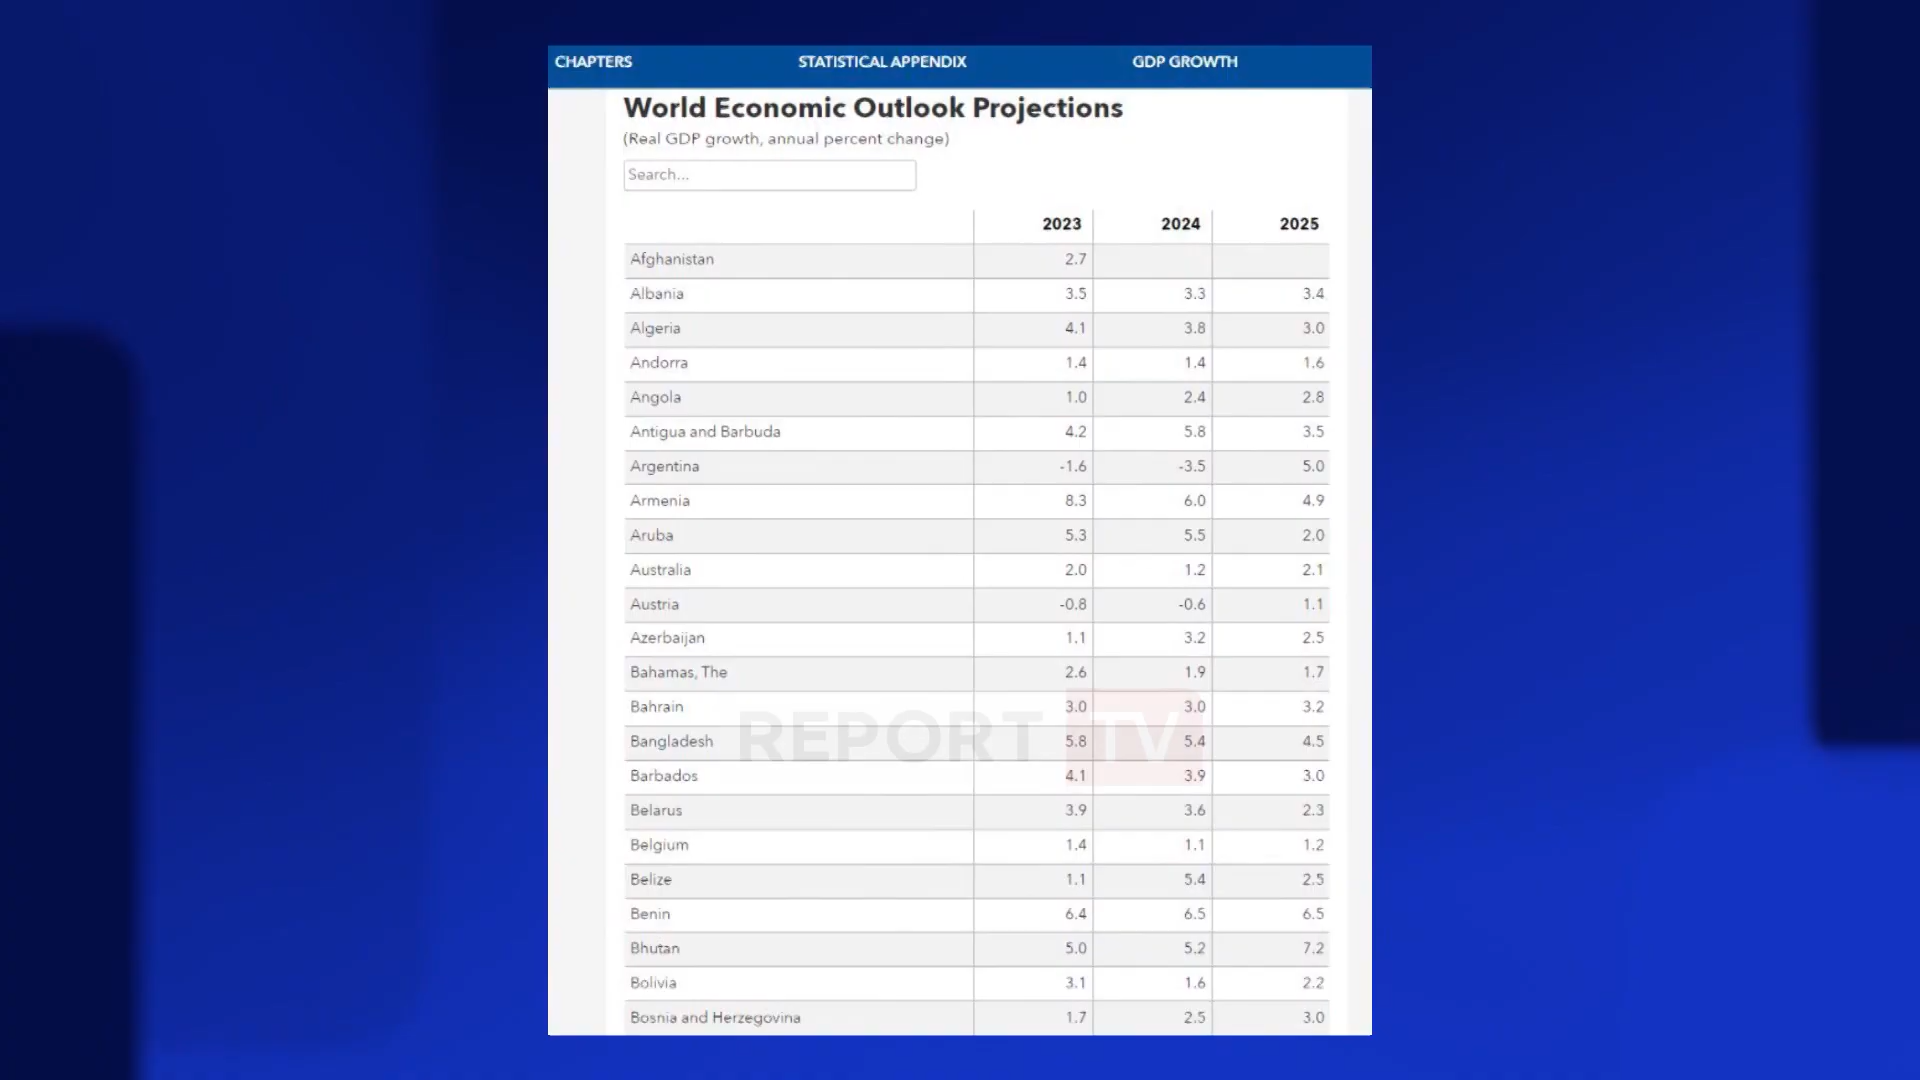 CHAPTERS STATISTICAL APPENDIX GDP GROWTH
World Economic Outlook Projections
(Real GDP growth, annual percent change)
Search...
2023 2024 2025
Afghanistan 2.7
Albania 3.5 3.3 3.4
Algeria 4.1 3.8 3.0
Andorra 1.4 1.4 1.6
Angola 1.0 2.4 2.8
Antigua and Barbuda 4.2 5.8 3.5
Argentina -1.6 -3.5 5.0
Armenia 8.3 6.0 4.9
Aruba 5.3 5.5 2.0
Australia 2.0 1.2 2.1
Austria -0.8 -0.6 1.1
Azerbaijan 1.1 3.2 2.5
Bahamas, The 2.6 1.9 1.7
Bahrain 3.0 3.0 3.2
REPORT TV
Bangladesh 5.8 5.4 4.5
Barbados 4.1 3.9 3.0
Belarus 3.9 3.6 2.3
Belgium 1.4 1.1 1.2
Belize 1.1 5.4 2.5
Benin 6.4 6.5 6.5
Bhutan 5.0 5.2 7.2
Bolivia 3.1 1.6 2.2
Bosnia and Herzegovina 1.7 2.5 3.0